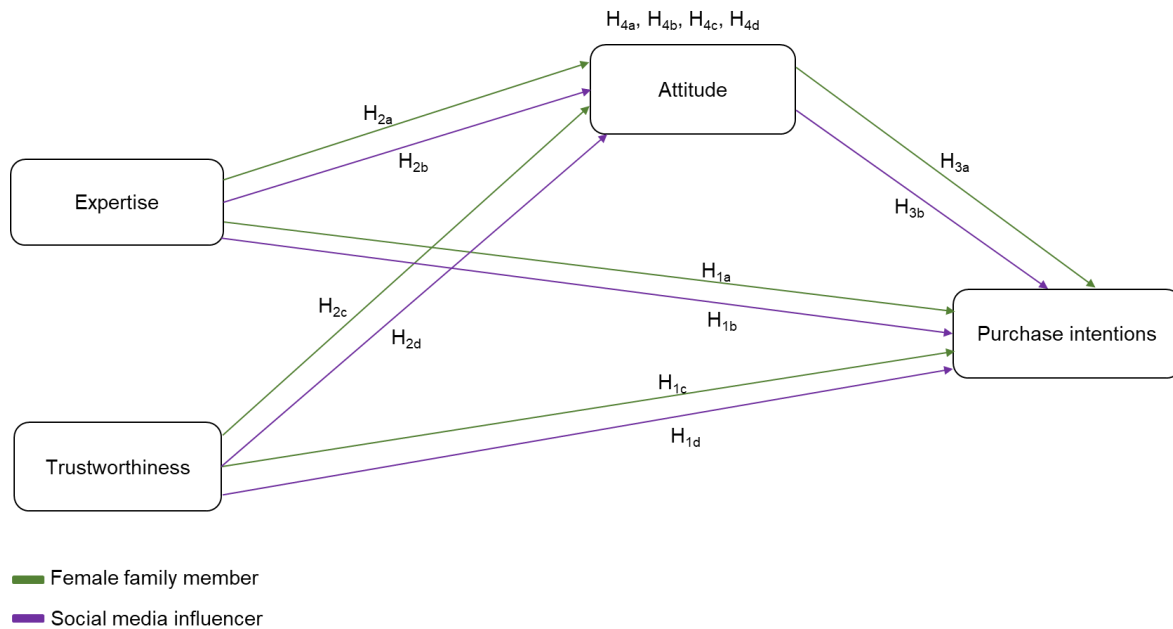 H4a, H4b, H4c, H4d
Attitude
H2a
H2b
H3a
Expertise
H3b
H1a
H2c
H1b
H2d
Purchase intentions
H1c
H1d
Trustworthiness
Female family member
Social media influencer